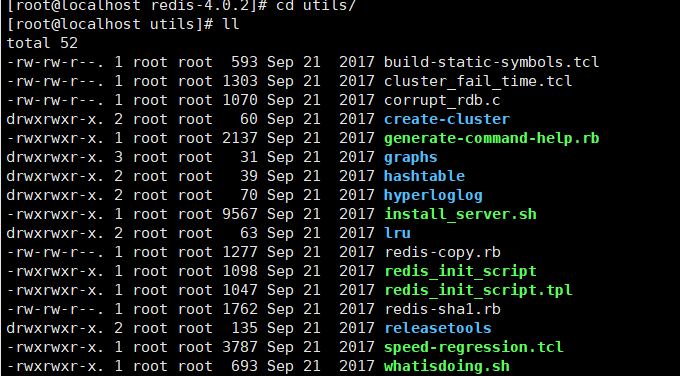 [root@localhost redis-4.0.2]# cd utils/
[root@localhost utils]# ll
total 52
-rw-rw-r--. 1 root root  593 Sep 21  2017 build-static-symbols.tcl
-rw-rw-r--. 1 root root 1303 Sep 21  2017 cluster_fail_time.tcl
-rw-rw-r--. 1 root root 1070 Sep 21  2017 corrupt_rdb.c
drwxrwxr-x. 2 root root   60 Sep 21  2017 create-cluster
-rwxrwxr-x. 1 root root 2137 Sep 21  2017 generate-command-help.rb
drwxrwxr-x. 3 root root   31 Sep 21  2017 graphs
drwxrwxr-x. 2 root root   39 Sep 21  2017 hashtable
drwxrwxr-x. 2 root root   70 Sep 21  2017 hyperloglog
-rwxrwxr-x. 1 root root 9567 Sep 21  2017 install_server.sh
drwxrwxr-x. 2 root root   63 Sep 21  2017 lru
-rw-rw-r--. 1 root root 1277 Sep 21  2017 redis-copy.rb
-rwxrwxr-x. 1 root root 1098 Sep 21  2017 redis_init_script
-rwxrwxr-x. 1 root root 1047 Sep 21  2017 redis_init_script.tpl
-rw-rw-r--. 1 root root 1762 Sep 21  2017 redis-sha1.rb
drwxrwxr-x. 2 root root  135 Sep 21  2017 releasetools
-rwxrwxr-x. 1 root root 3787 Sep 21  2017 speed-regression.tcl
-rwxrwxr-x. 1 root root  693 Sep 21  2017 whatisdoing.sh